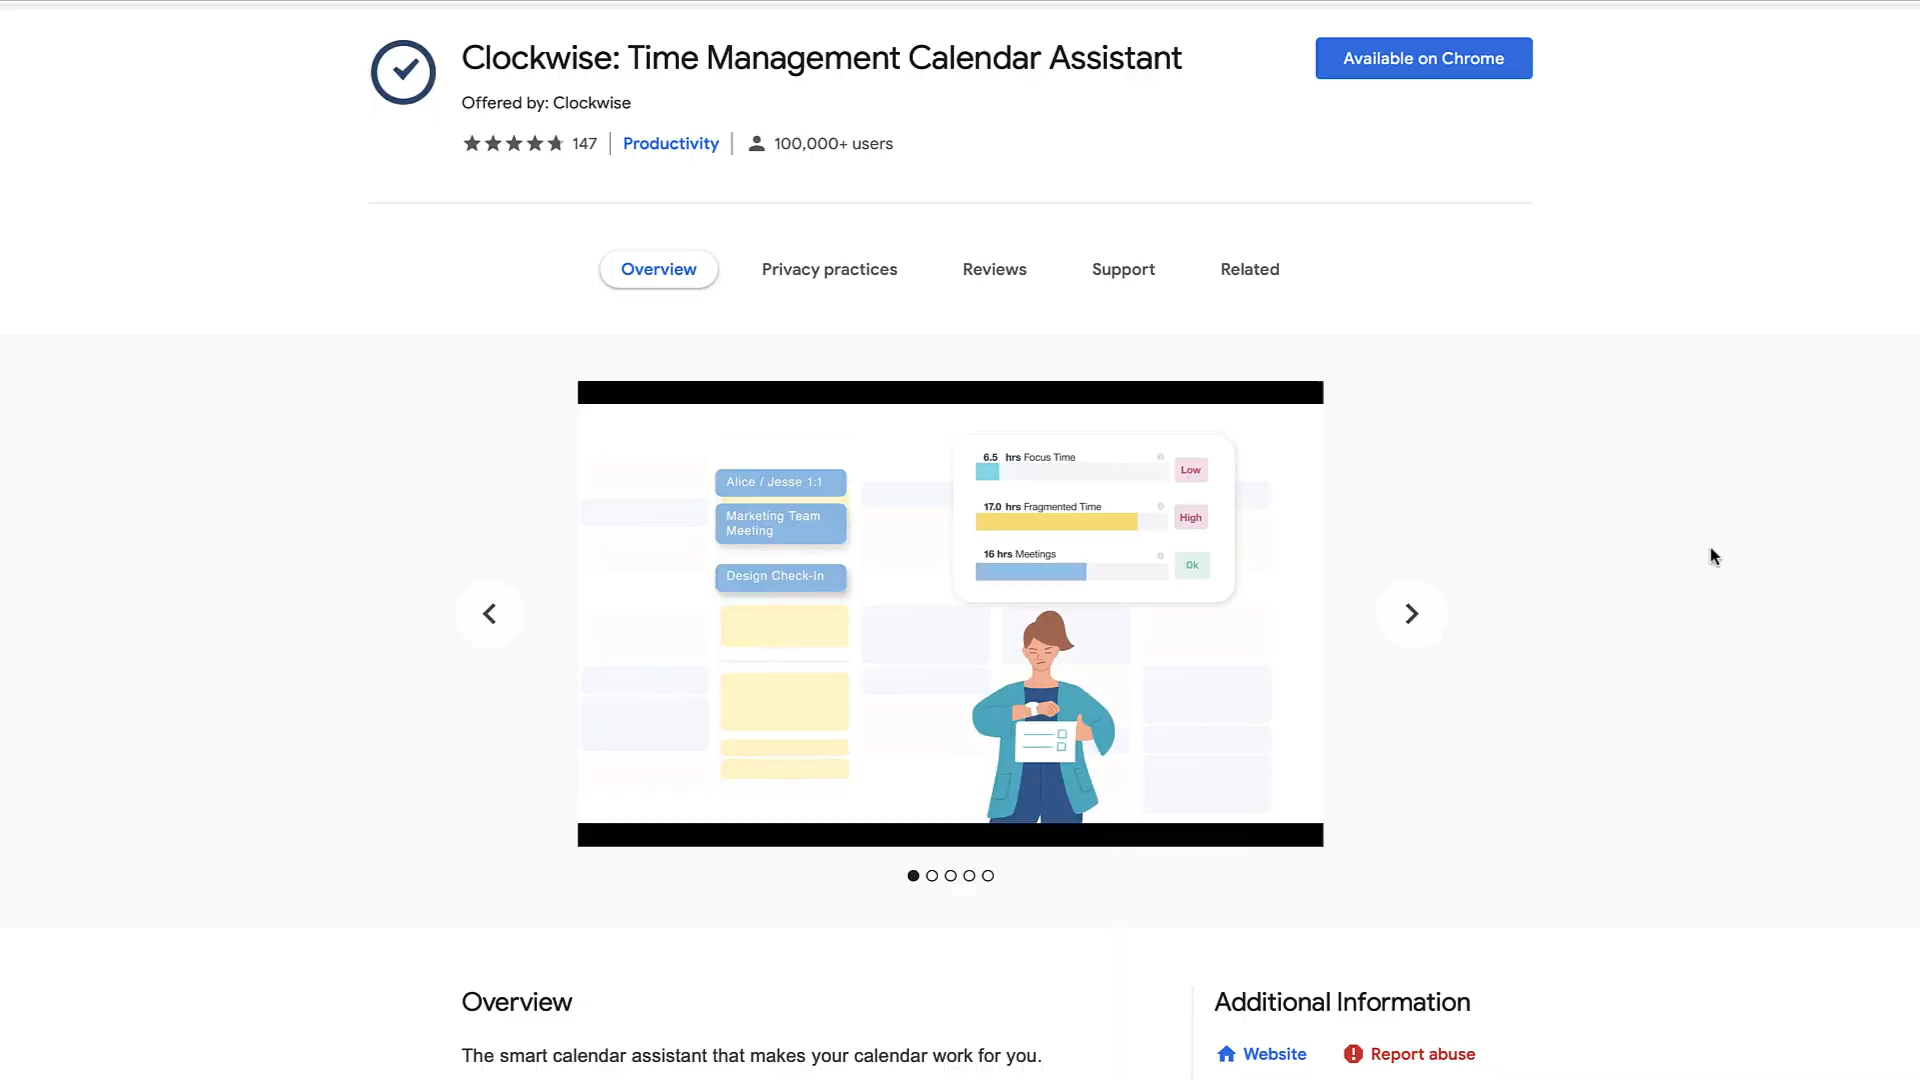 Clockwise: Time Management Calendar Assistant
Available on Chrome
Offered by: Clockwise
147
Productivity
100,000+ users
Overview
Privacy practices
Reviews
Support
Related
Alice / Jesse 1:1
Marketing Team
Meeting
Design Check-In
6.5 hrs Focus Time
Low
17.0 hrs Fragmented Time
High
16 hrs Meetings
Ok
Overview
The smart calendar assistant that makes your calendar work for you.
Additional Information
Website
Report abuse